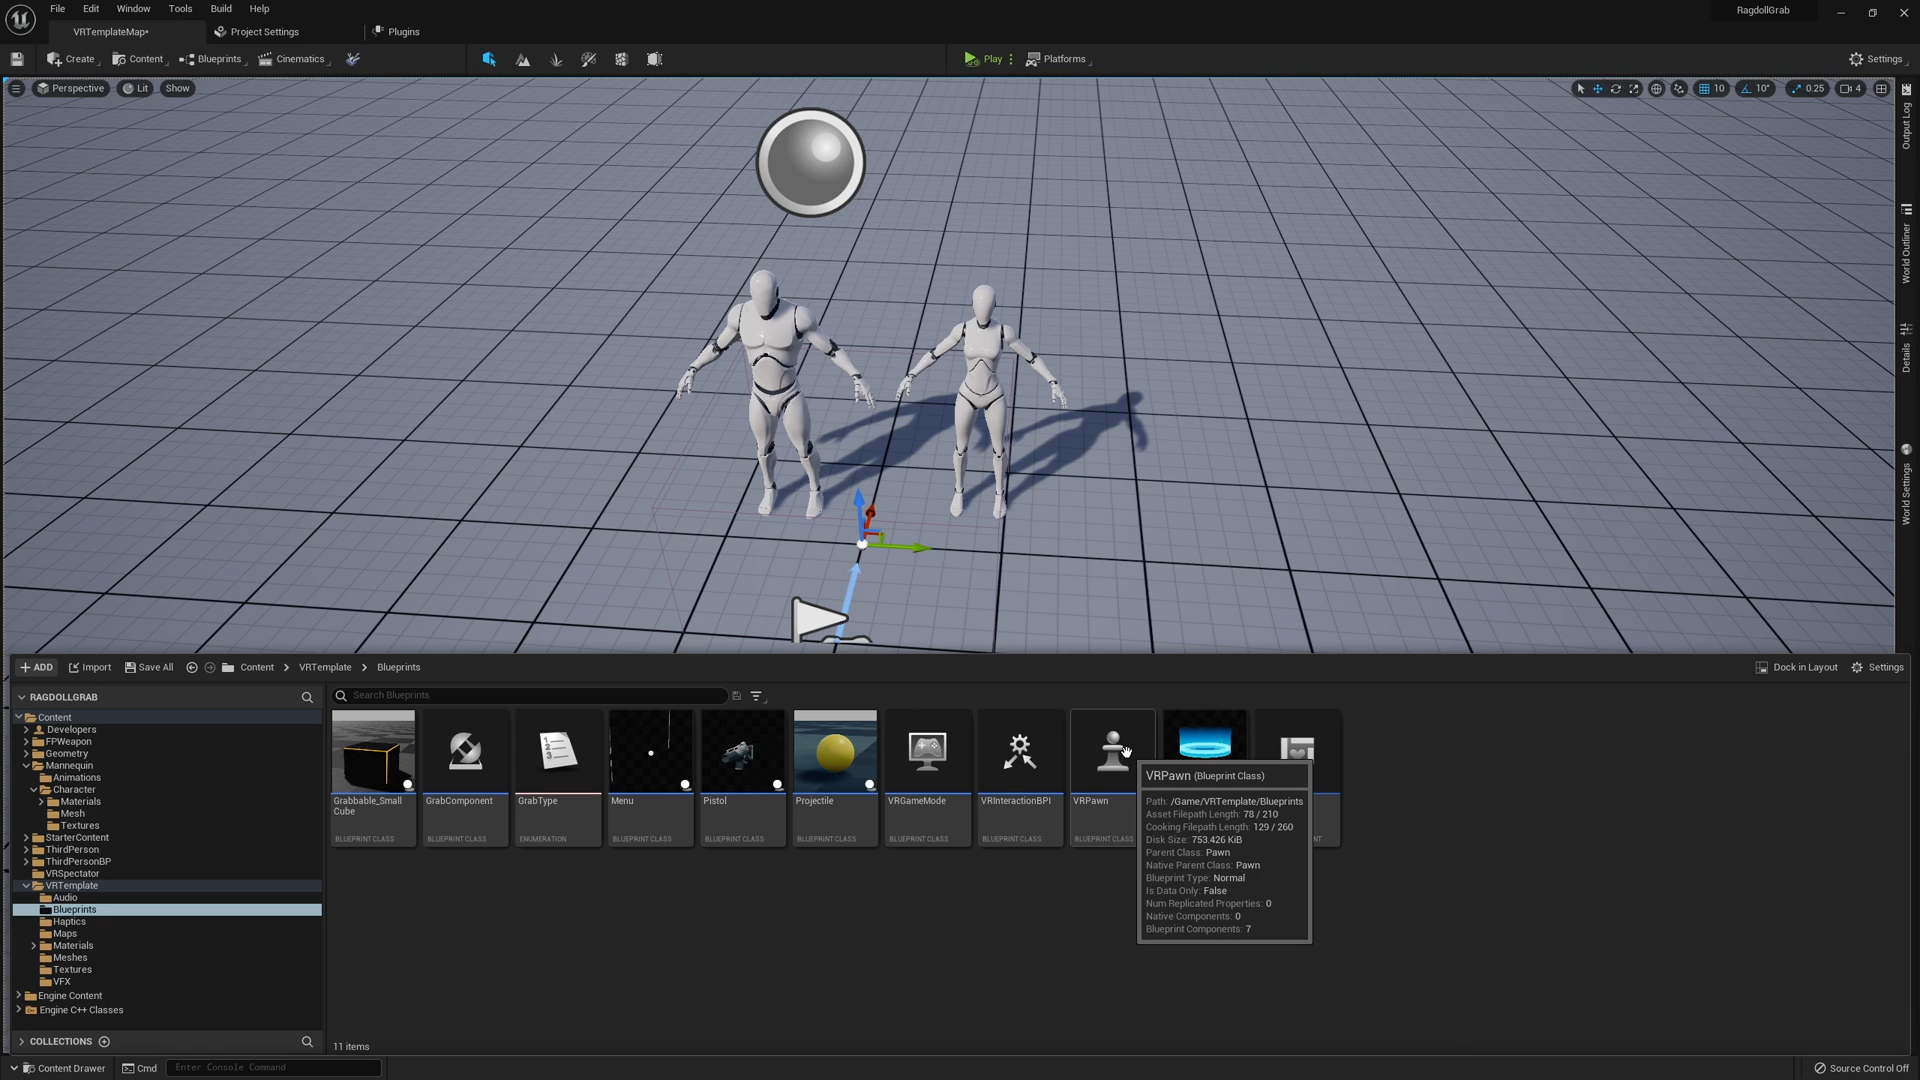 File Edit Window Tools Build Help RagdollGrab
VRTemplateMap• Project Settings Plugins
Create Content Blueprints Cinematics Play Platforms Settings
Perspective Lit Show 10 10° 0.25 4
Output Log
World Outliner
Details
World Settings
+ ADD Import Save All Content > VRTemplate > Blueprints Dock in Layout Settings
RAGDOLLGRAB
Search Blueprints
Content
Developers
FPWeapon
Geometry
Mannequin
Animations
Character
Materials
Mesh
Textures
StarterContent
ThirdPerson
ThirdPersonBP
VRSpectator
VRTemplate
Audio
Blueprints
Haptics
Maps
Materials
Meshes
Textures
VFX
Engine Content
Engine C++ Classes
COLLECTIONS
Grabbable_Small
Cube
BLUEPRINT CLASS
GrabComponent
BLUEPRINT CLASS
GrabType
ENUMERATION
Menu
BLUEPRINT CLASS
Pistol
BLUEPRINT CLASS
Projectile
BLUEPRINT CLASS
VRGameMode
BLUEPRINT CLASS
VRInteractionBPI
BLUEPRINT CLASS
VRPawn
BLUEPRINT CLASS
VRPawn (Blueprint Class)
Path: /Game/VRTemplate/Blueprints
Asset Filepath Length: 78 / 210
Cooking Filepath Length: 129 / 260
Disk Size: 753.426 KiB
Parent Class: Pawn
Native Parent Class: Pawn
Blueprint Type: Normal
Is Data Only: False
Num Replicated Properties: 0
Native Components: 0
Blueprint Components: 7
11 items
Content Drawer Cmd Enter Console Command Source Control Off